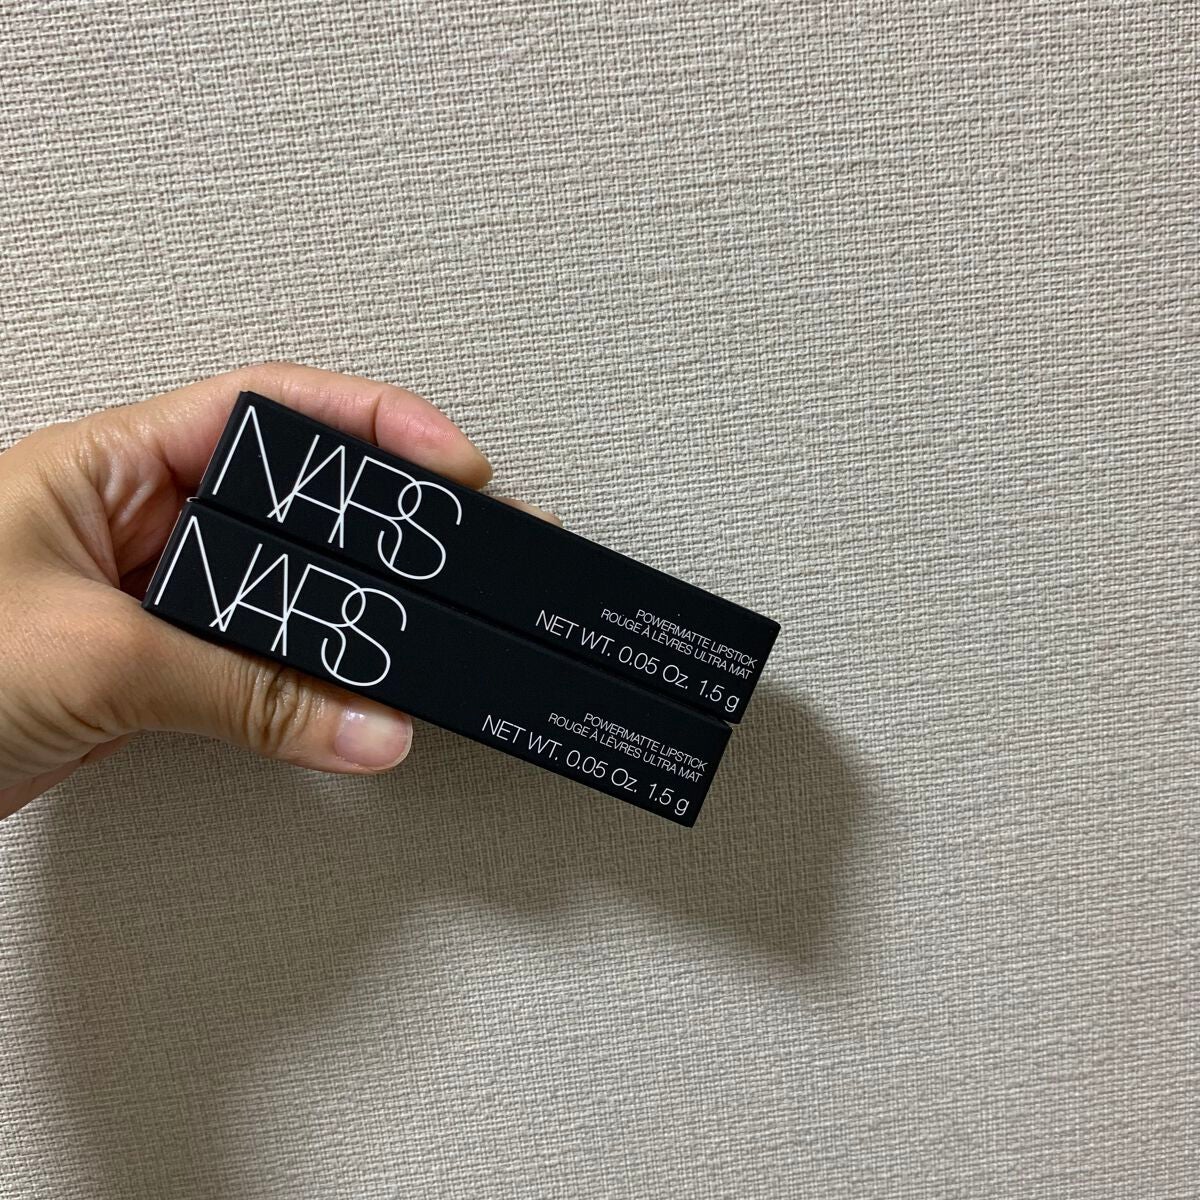 NARS
POWERMATTE LIPSTICK
ROUGE À LÈVRES ULTRA MAT
NET WT. 0.05 Oz. 1.5 g
NARS
POWERMATTE LIPSTICK
ROUGE À LÈVRES ULTRA MAT
NET WT. 0.05 Oz. 1.5 g